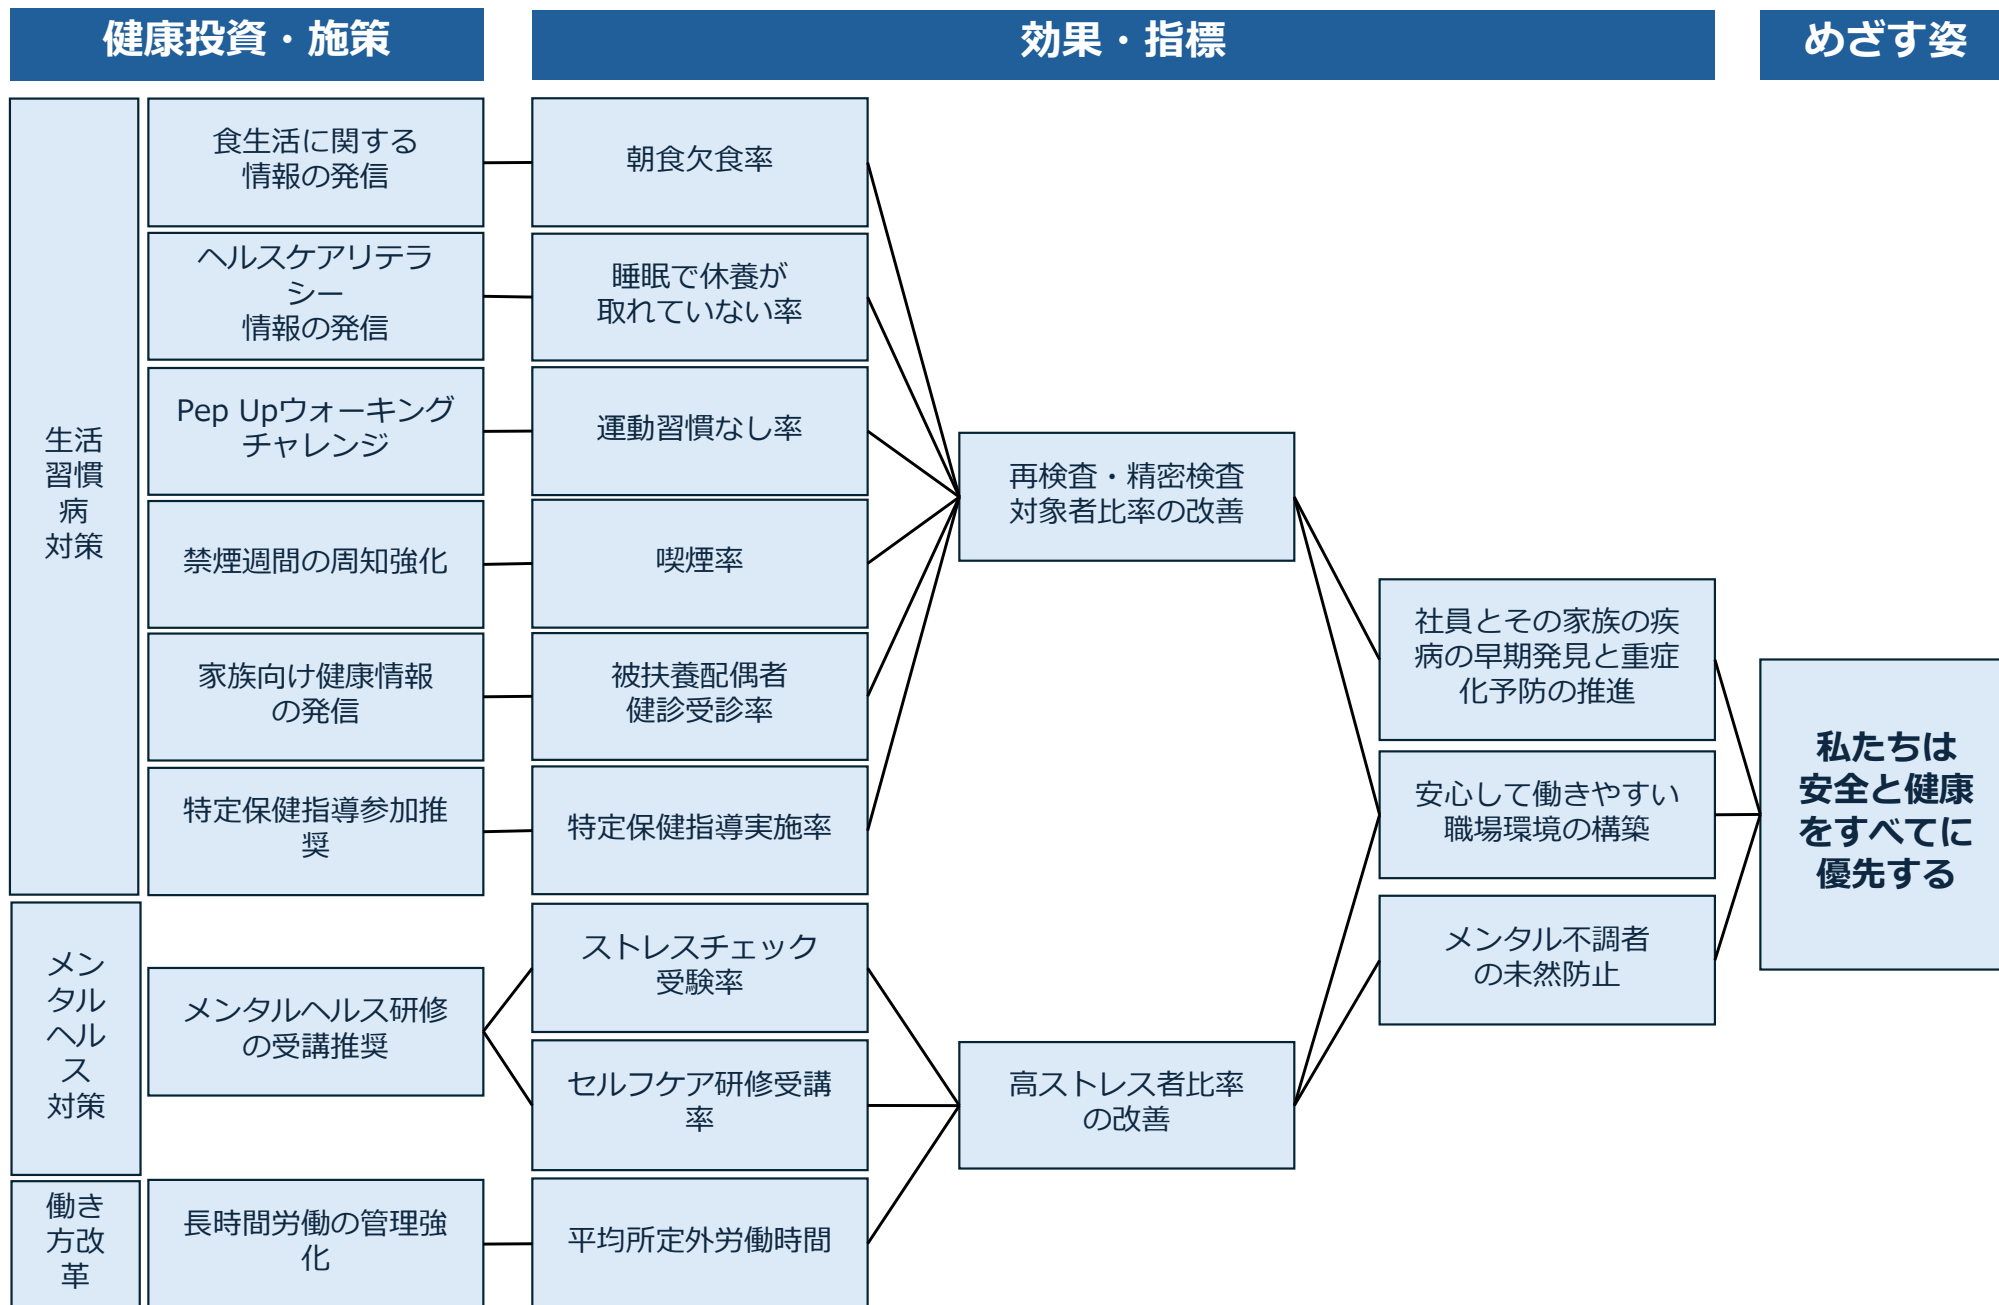 健康投資・施策
効果・指標
めざす姿
生活
習慣
病
対策
食生活に関する
情報の発信
ヘルスケアリテラ
シー
情報の発信
Pep Upウォーキング
チャレンジ
禁煙週間の周知強化
家族向け健康情報
の発信
特定保健指導参加推
奨
メン
タル
ヘル
ス
対策
メンタルヘルス研修
の受講推奨
働き
方改
革
長時間労働の管理強
化
朝食欠食率
睡眠で休養が
取れていない率
運動習慣なし率
喫煙率
被扶養配偶者
健診受診率
特定保健指導実施率
ストレスチェック
受験率
セルフケア研修受講
率
平均所定外労働時間
再検査・精密検査
対象者比率の改善
高ストレス者比率
の改善
社員とその家族の疾
病の早期発見と重症
化予防の推進
安心して働きやすい
職場環境の構築
メンタル不調者
の未然防止
私たちは
安全と健康
をすべてに
優先する